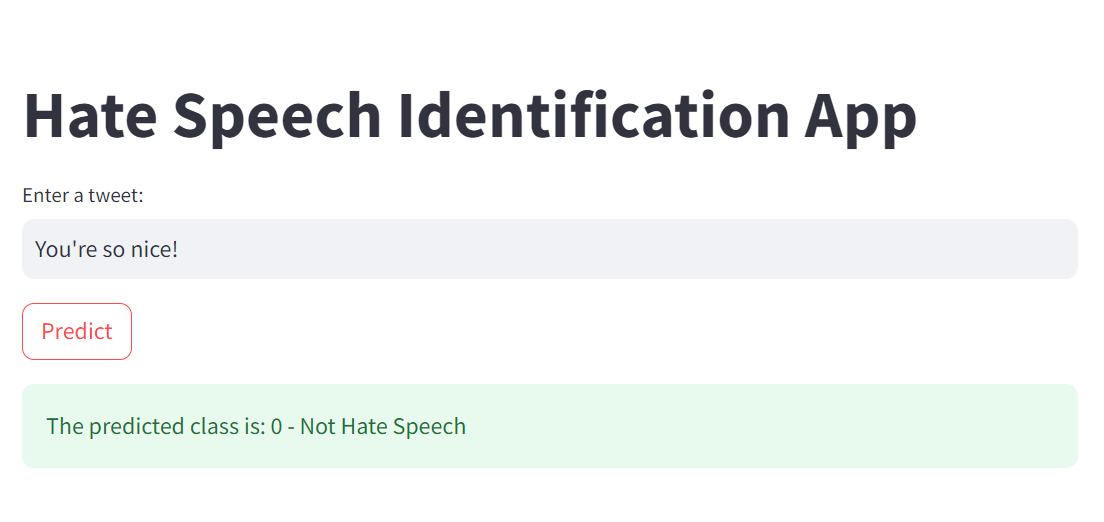 Hate Speech Identification App
Enter a tweet:
You're so nice!
Predict
The predicted class is: 0 - Not Hate Speech